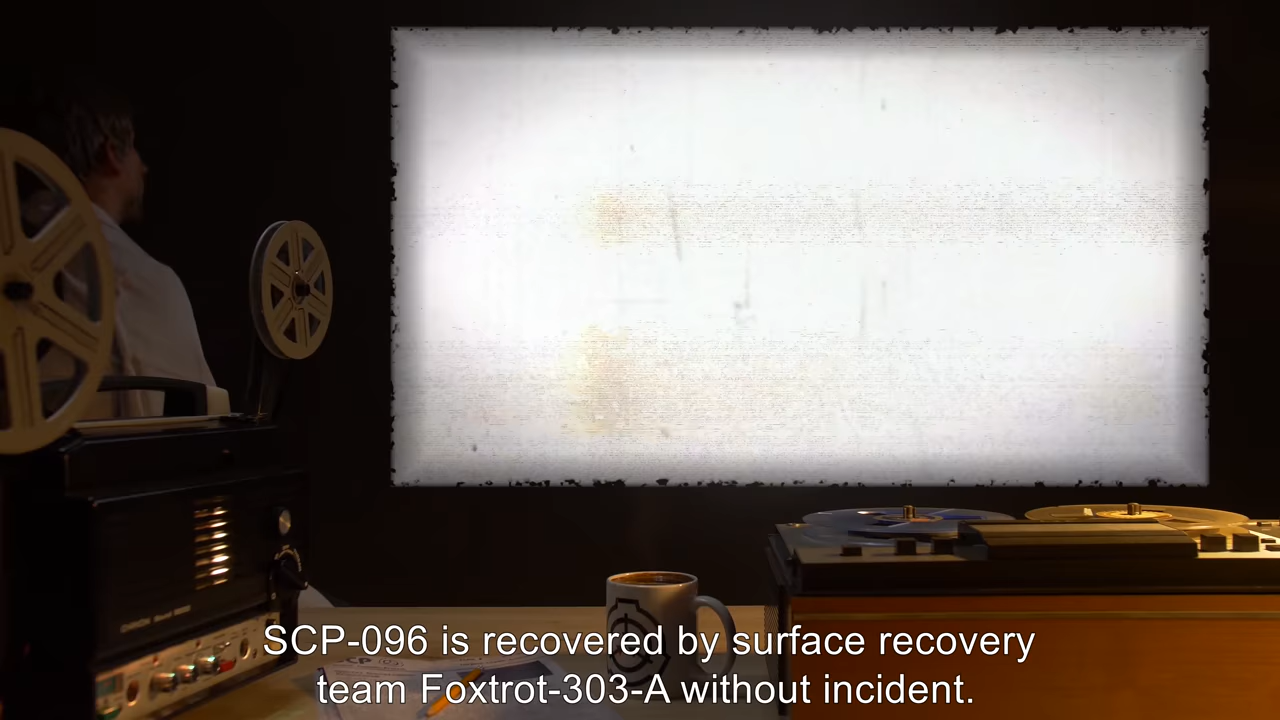 SCP-096 is recovered by surface recovery
team Foxtrot-303-A without incident.